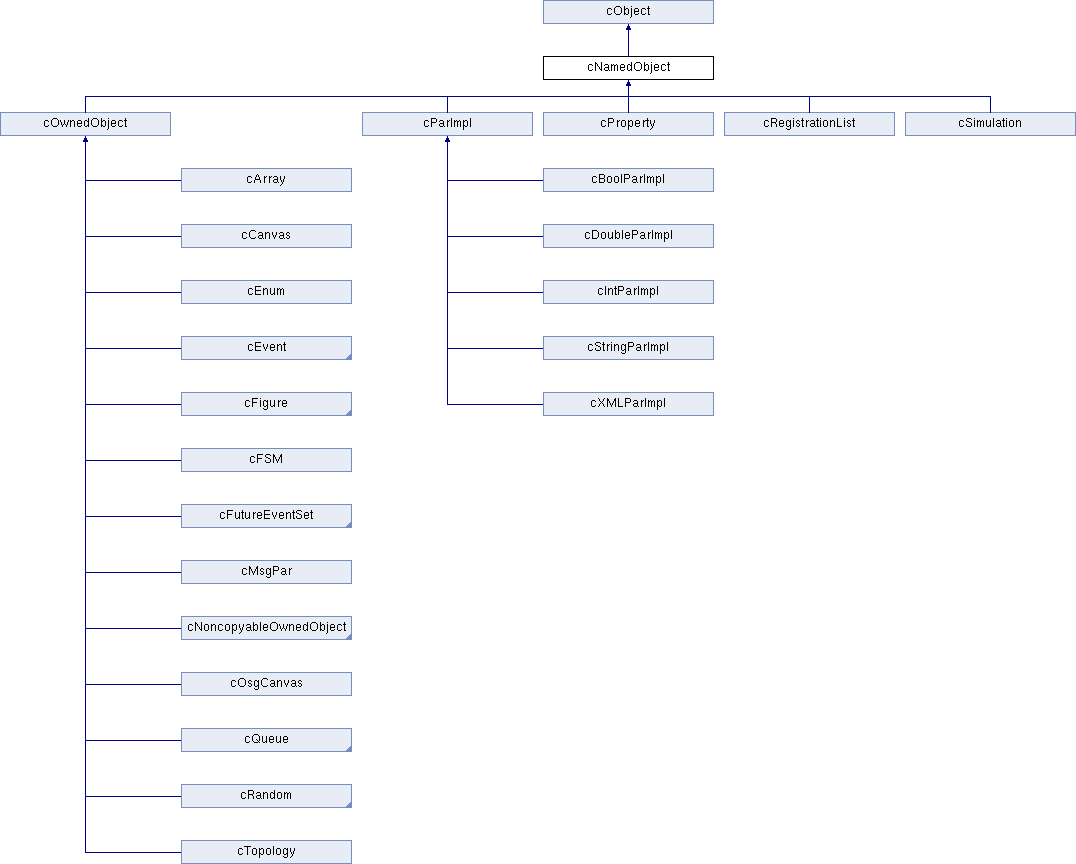 cObject
cNamedObject
cOwnedObject
cParImpl
cProperty
cRegistrationList
cSimulation
cArray
cBoolParImpl
cCanvas
cDoubleParImpl
cEnum
cIntParImpl
cEvent
cStringParImpl
cFigure
cXMLParImpl
cFSM
cFutureEventSet
cMsgPar
cNoncopyableOwnedObject
cOsgCanvas
cQueue
cRandom
cTopology